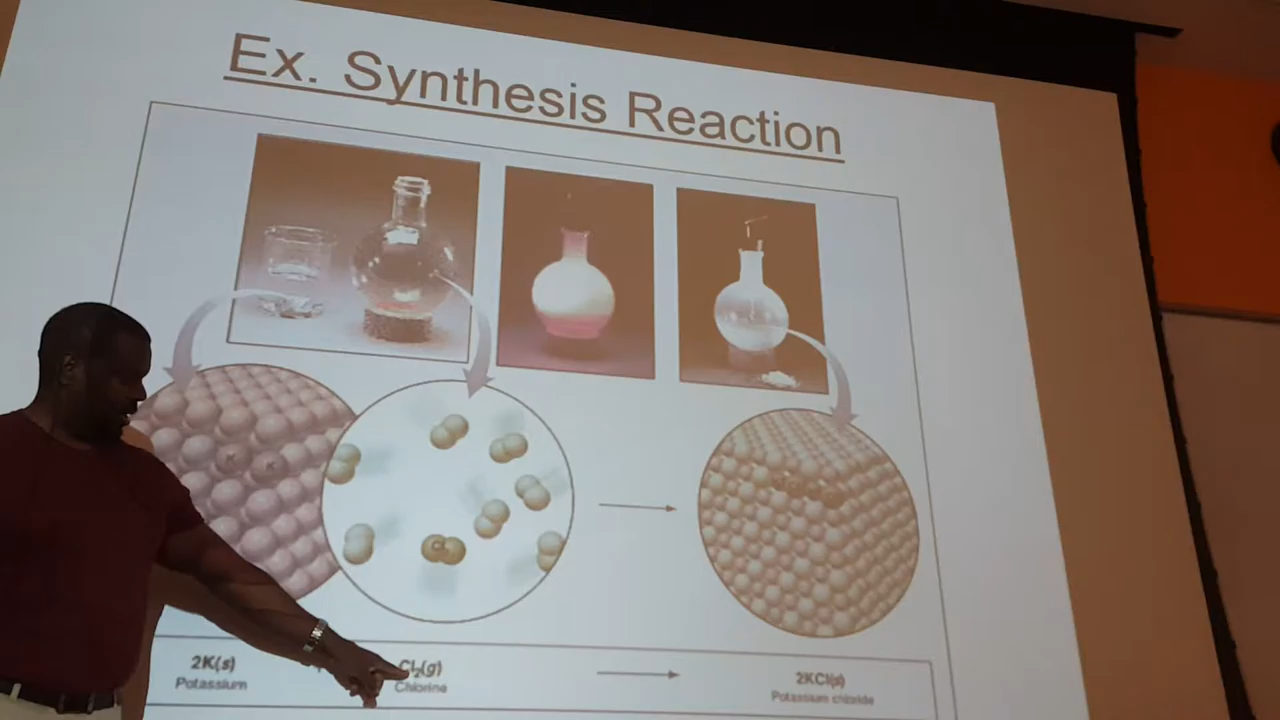 Ex. Synthesis Reaction
2K(s)
Potassium
Cl₂(g)
Chlorine
2KCl(s)
Potassium chloride